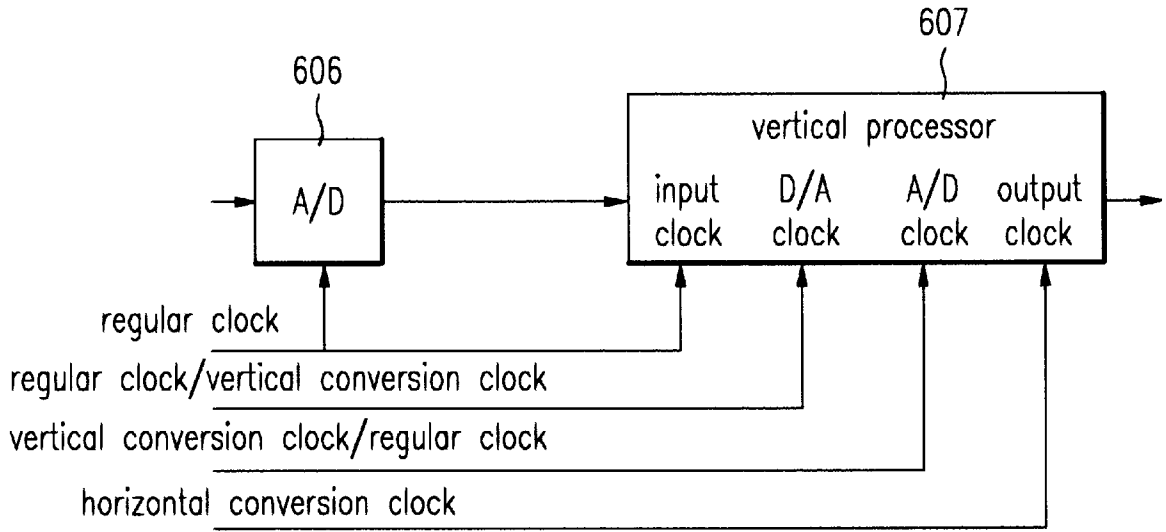 607
606
vertical processor
A/D
input D/A A/D output
clock clock clock clock
regular clock
regular clock/vertical conversion clock
vertical conversion clock/regular clock
horizontal conversion clock